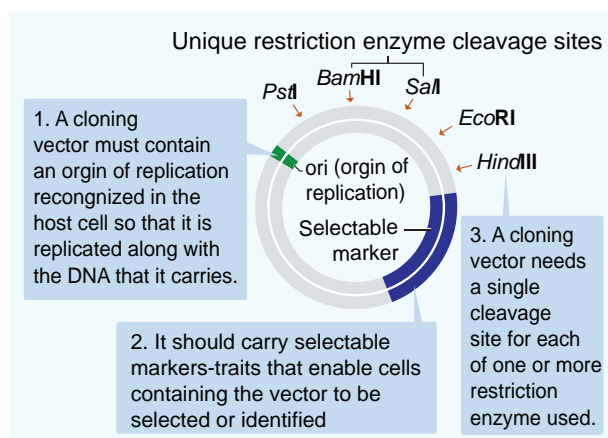 Unique restriction enzyme cleavage sites
PstI
BamHI
SalI
EcoRI
HindIII
1. A cloning
vector must contain
an orgin of replication
recongnized in the
host cell so that it is
replicated along with
the DNA that it carries.
ori (orgin of
replication)
Selectable
marker
3. A cloning
vector needs
a single
cleavage
site for each
of one or more
restriction
enzyme used.
2. It should carry selectable
markers-traits that enable cells
containing the vector to be
selected or identified